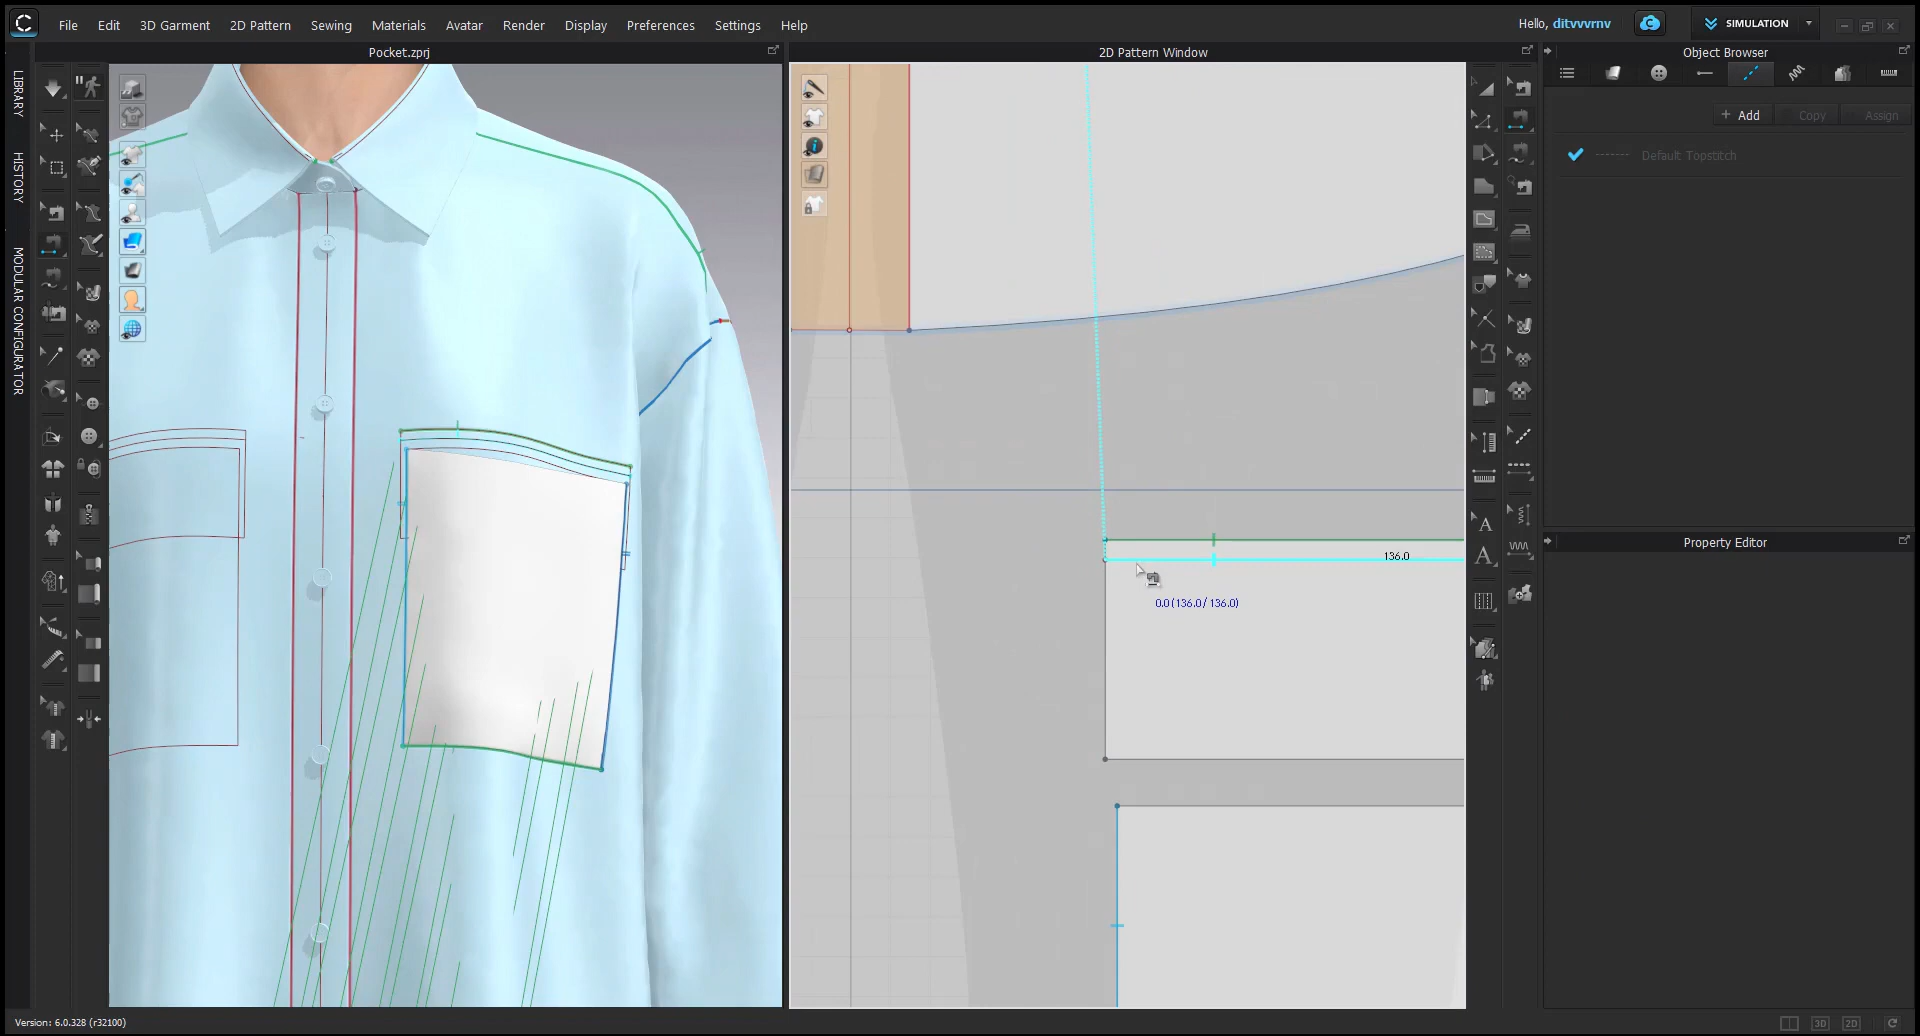 File Edit 3D Garment 2D Pattern Sewing Materials Avatar Render Display Preferences Settings Help
Hello, ditvvvrnv
SIMULATION
Pocket.zprj
2D Pattern Window
Object Browser
LIBRARY
HISTORY
MODULAR CONFIGURATOR
+ Add Copy Assign
Default Topstitch
136.0
0.0 (136.0 / 136.0)
A
A
Property Editor
Version: 6.0.328 (r32100)
3D 2D